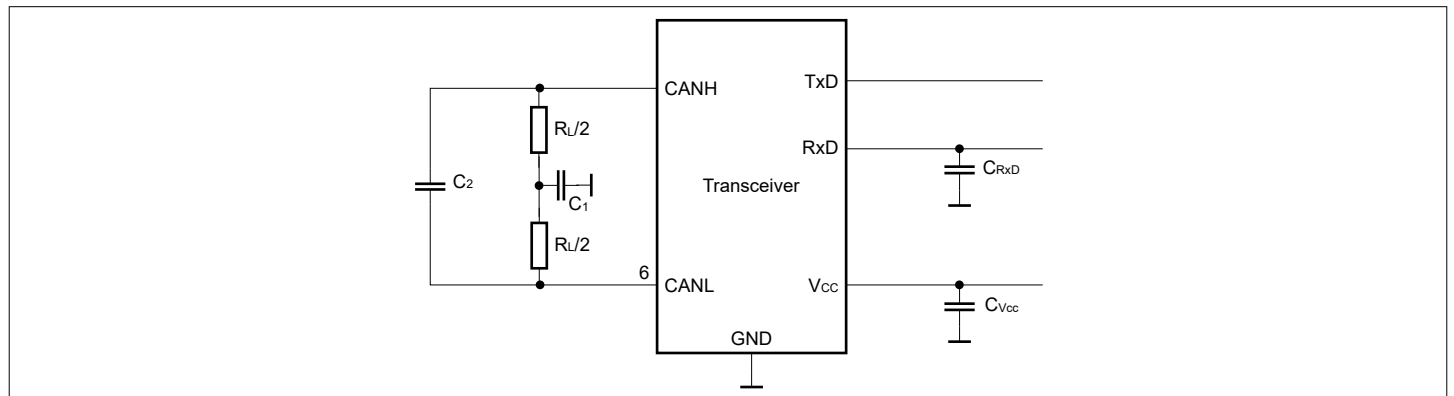 CANH
TxD
RL/2
RxD
CRxD
C2
Transceiver
C1
RL/2
6
CANL
VCC
CVcc
GND